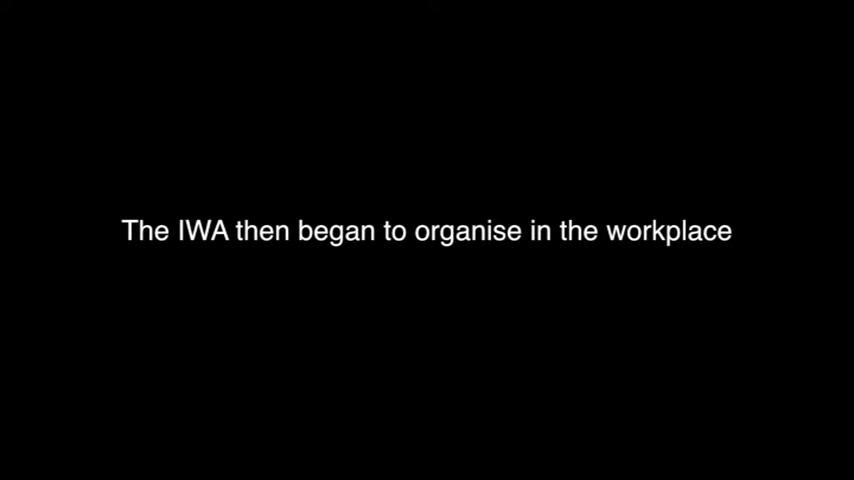 The IWA then began to organise in the workplace